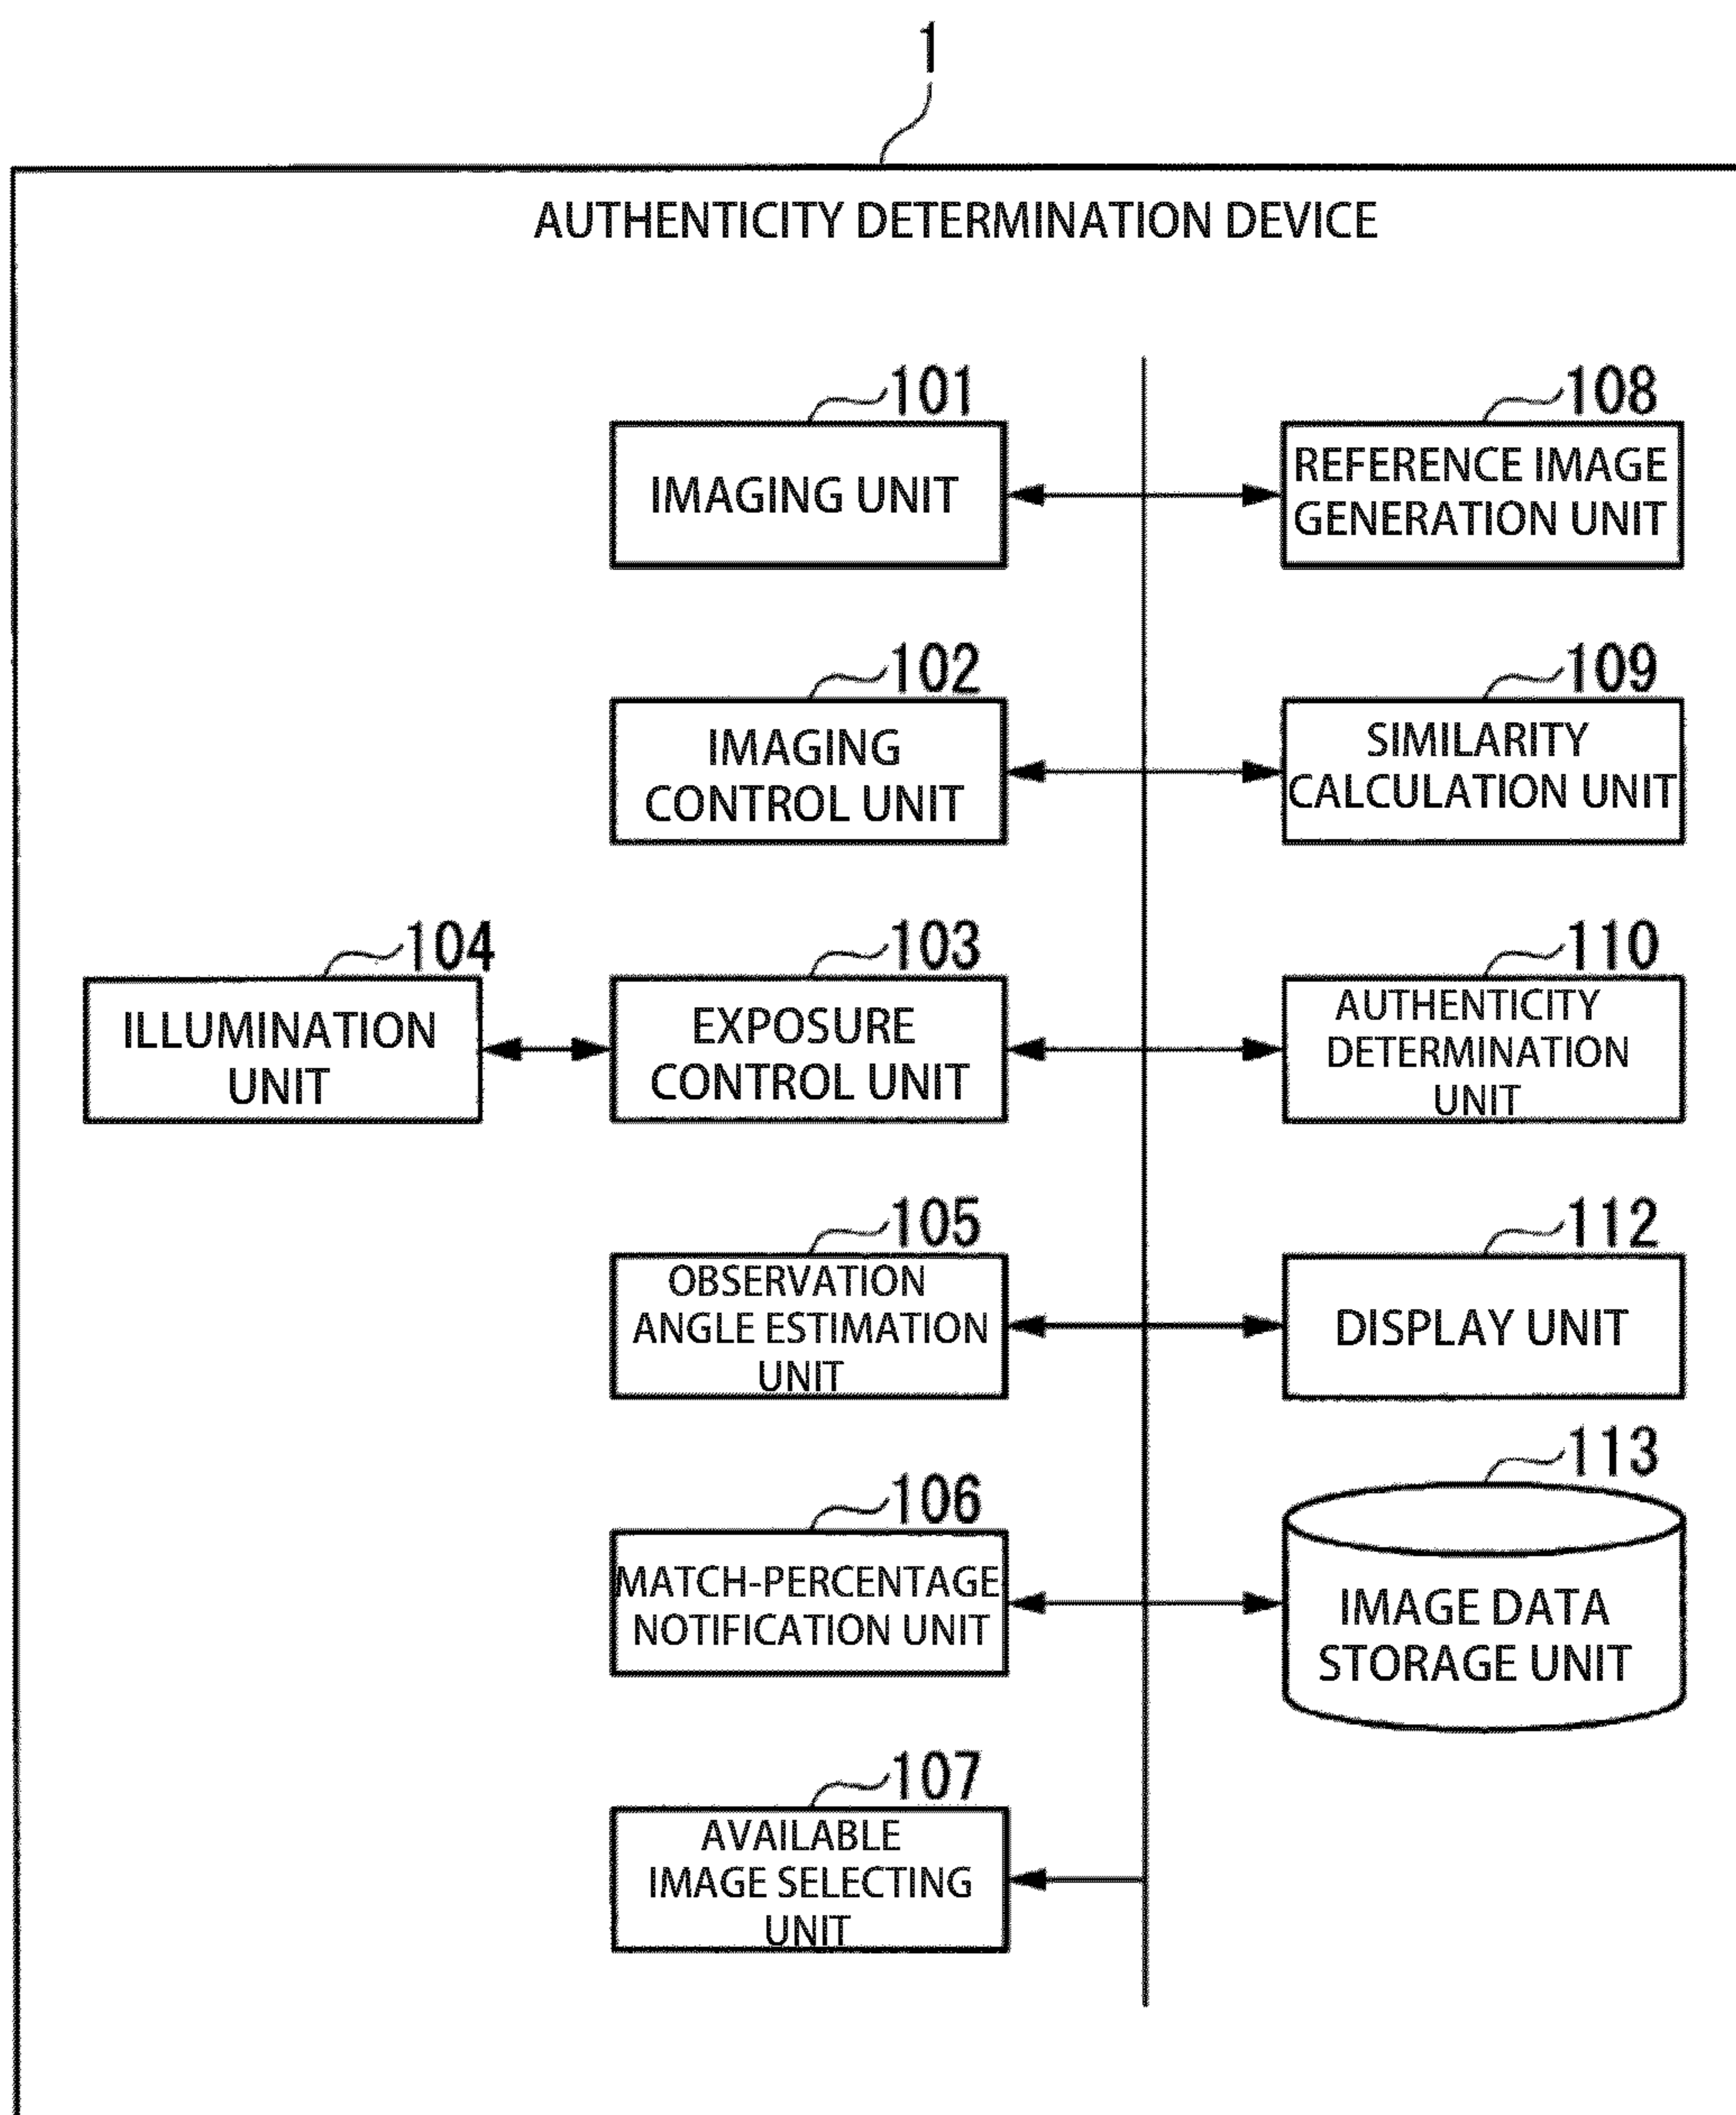 1
AUTHENTICITY DETERMINATION DEVICE
101
IMAGING UNIT
108
REFERENCE IMAGE
GENERATION UNIT
102
IMAGING
CONTROL UNIT
109
SIMILARITY
CALCULATION UNIT
104
ILLUMINATION
UNIT
103
EXPOSURE
CONTROL UNIT
110
AUTHENTICITY
DETERMINATION
UNIT
105
OBSERVATION
ANGLE ESTIMATION
UNIT
112
DISPLAY UNIT
106
MATCH-PERCENTAGE
NOTIFICATION UNIT
113
IMAGE DATA
STORAGE UNIT
107
AVAILABLE
IMAGE SELECTING
UNIT